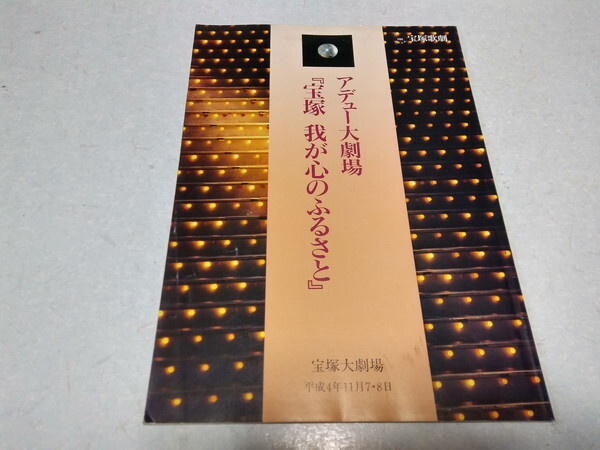 宝塚歌劇
アデュー大劇場
『宝塚 我が心のふるさと』
宝塚大劇場
平成4年11月7・8日